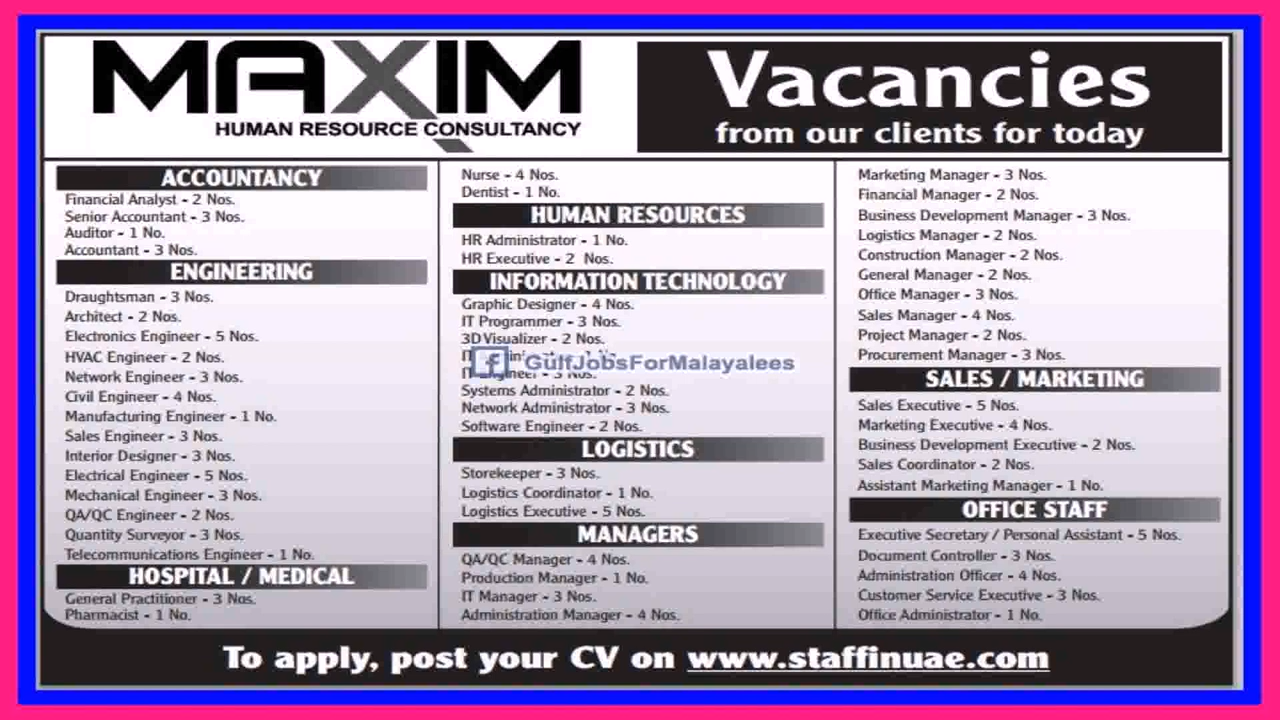 MAXIM
HUMAN RESOURCE CONSULTANCY
Vacancies
from our clients for today
ACCOUNTANCY
Financial Analyst - 2 Nos.
Senior Accountant - 3 Nos.
Auditor - 1 No.
Accountant - 3 Nos.
ENGINEERING
Draughtsman - 3 Nos.
Architect - 2 Nos.
Electronics Engineer - 5 Nos.
HVAC Engineer - 2 Nos.
Network Engineer - 3 Nos.
Civil Engineer - 4 Nos.
Manufacturing Engineer - 1 No.
Sales Engineer - 3 Nos.
Interior Designer - 3 Nos.
Electrical Engineer - 5 Nos.
Mechanical Engineer - 3 Nos.
QA/QC Engineer - 2 Nos.
Quantity Surveyor - 3 Nos.
Telecommunications Engineer - 1 No.
HOSPITAL / MEDICAL
General Practitioner - 3 Nos.
Pharmacist - 1 No.
Nurse - 4 Nos.
Dentist - 1 No.
HUMAN RESOURCES
HR Administrator - 1 No.
HR Executive - 2 Nos.
INFORMATION TECHNOLOGY
Graphic Designer - 4 Nos.
IT Programmer - 3 Nos.
3D Visualizer - 2 Nos.
f GulfJobsForMalayalees
IT Engineer - 3 Nos.
Systems Administrator - 2 Nos.
Network Administrator - 3 Nos.
Software Engineer - 2 Nos.
LOGISTICS
Storekeeper - 3 Nos.
Logistics Coordinator - 1 No.
Logistics Executive - 5 Nos.
MANAGERS
QA/QC Manager - 4 Nos.
Production Manager - 1 No.
IT Manager - 3 Nos.
Administration Manager - 4 Nos.
Marketing Manager - 3 Nos.
Financial Manager - 2 Nos.
Business Development Manager - 3 Nos.
Logistics Manager - 2 Nos.
Construction Manager - 2 Nos.
General Manager - 2 Nos.
Office Manager - 3 Nos.
Sales Manager - 4 Nos.
Project Manager - 2 Nos.
Procurement Manager - 3 Nos.
SALES / MARKETING
Sales Executive - 5 Nos.
Marketing Executive - 4 Nos.
Business Development Executive - 2 Nos.
Sales Coordinator - 2 Nos.
Assistant Marketing Manager - 1 No.
OFFICE STAFF
Executive Secretary / Personal Assistant - 5 Nos.
Document Controller - 3 Nos.
Administration Officer - 4 Nos.
Customer Service Executive - 3 Nos.
Office Administrator - 1 No.
To apply, post your CV on www.staffinuae.com